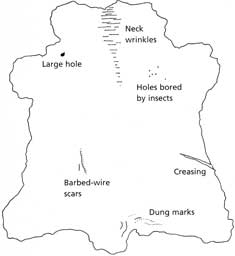 Neck
wrinkles
Large hole
Holes bored
by insects
Creasing
Barbed-wire
scars
Dung marks